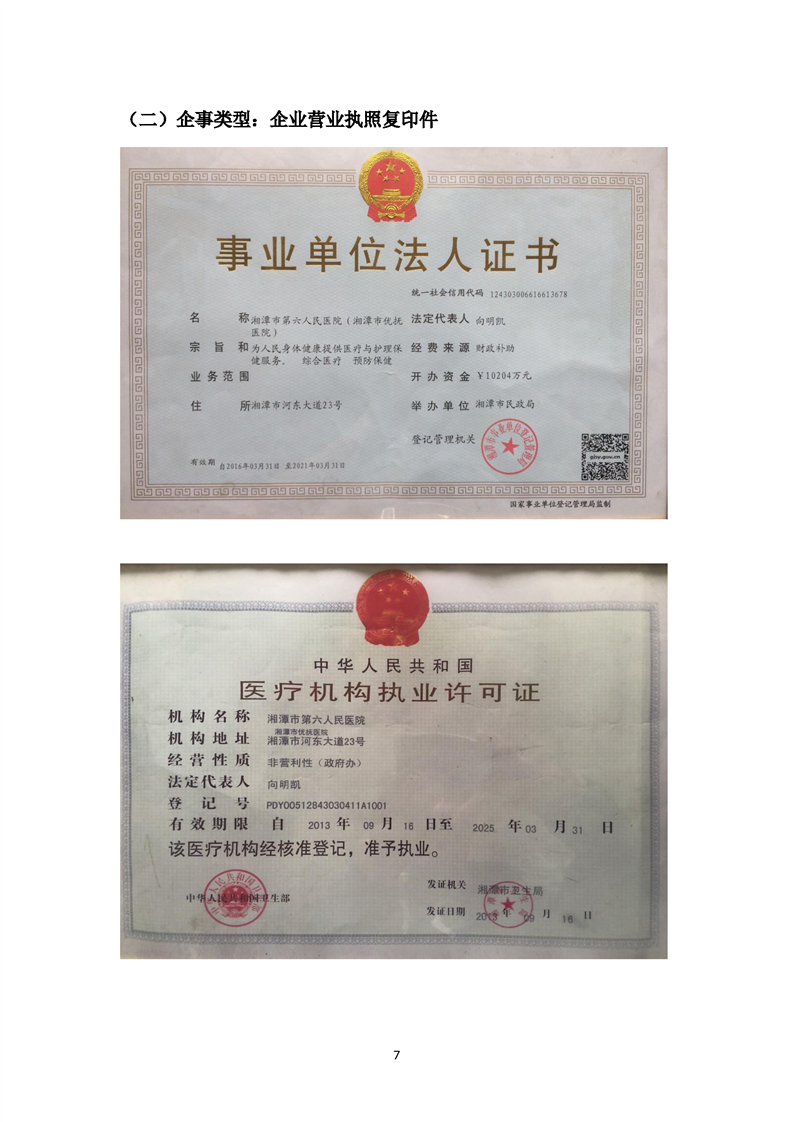 （二）企事类型：企业营业执照复印件
事业单位法人证书
统一社会信用代码 124303006616613678
名 称 湘潭市第六人民医院（湘潭市优抚
医院）
法定代表人 向明凯
宗 旨 和 为人民身体健康提供医疗与护理保
健服务。 综合医疗 预防保健
业务范围
经费来源 财政补助
开办资金 ￥10204万元
住 所 湘潭市河东大道23号
举办单位 湘潭市民政局
登记管理机关
湘潭市事业单位登记管理局
gjsy.gov.cn
有效期 自2016年03月31日 至2021年03月31日
国家事业单位登记管理局监制
中华人民共和国
医疗机构执业许可证
机构名称 湘潭市第六人民医院
湘潭市优抚医院
机构地址 湘潭市河东大道23号
经营性质 非营利性（政府办）
法定代表人 向明凯
登 记 号 PDY00512843030411A1001
有效期限 自 2013 年 09 月 16 日至 2025 年 03 月 31 日
该医疗机构经核准登记，准予执业。
中华人民共和国卫生部
发证机关 湘潭市卫生局
发证日期 2013 年 09 月 16 日
7